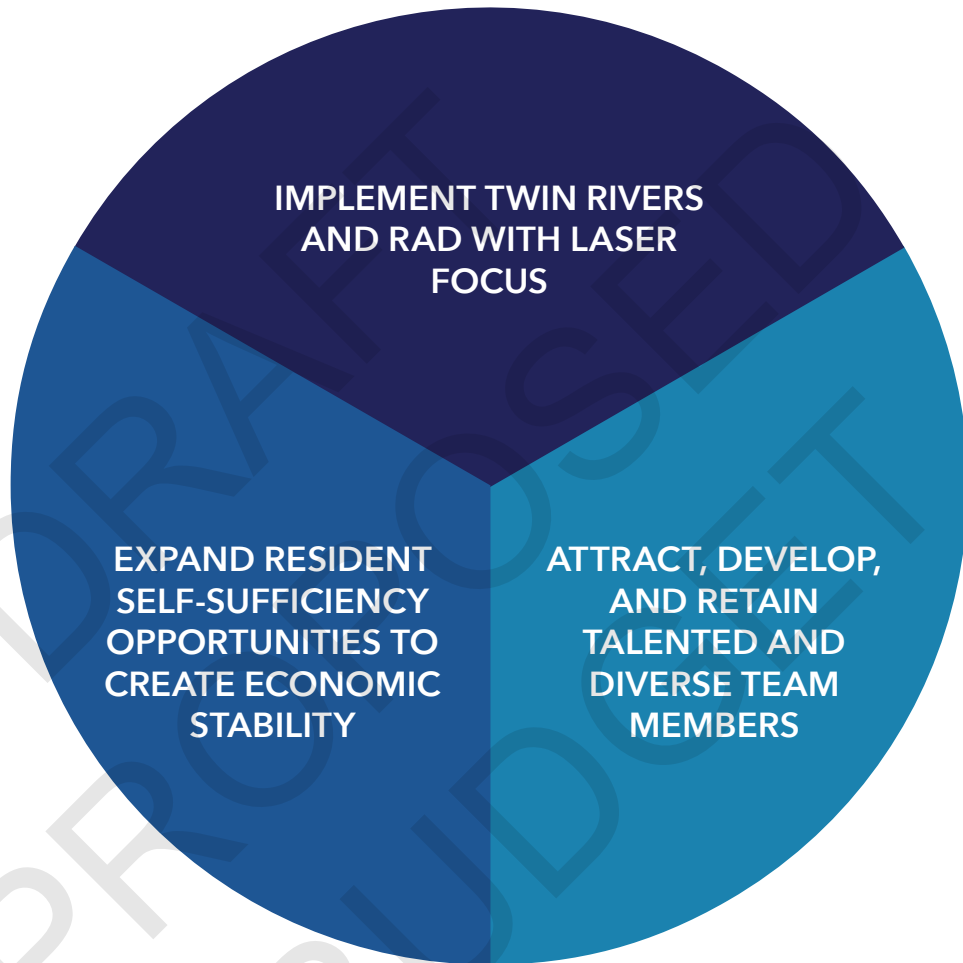 IMPLEMENT TWIN RIVERS
AND RAD WITH LASER
FOCUS
EXPAND RESIDENT
SELF-SUFFICIENCY
OPPORTUNITIES TO
CREATE ECONOMIC
STABILITY
ATTRACT, DEVELOP,
AND RETAIN
TALENTED AND
DIVERSE TEAM
MEMBERS
DRAFT
PROPOSED
BUDGET